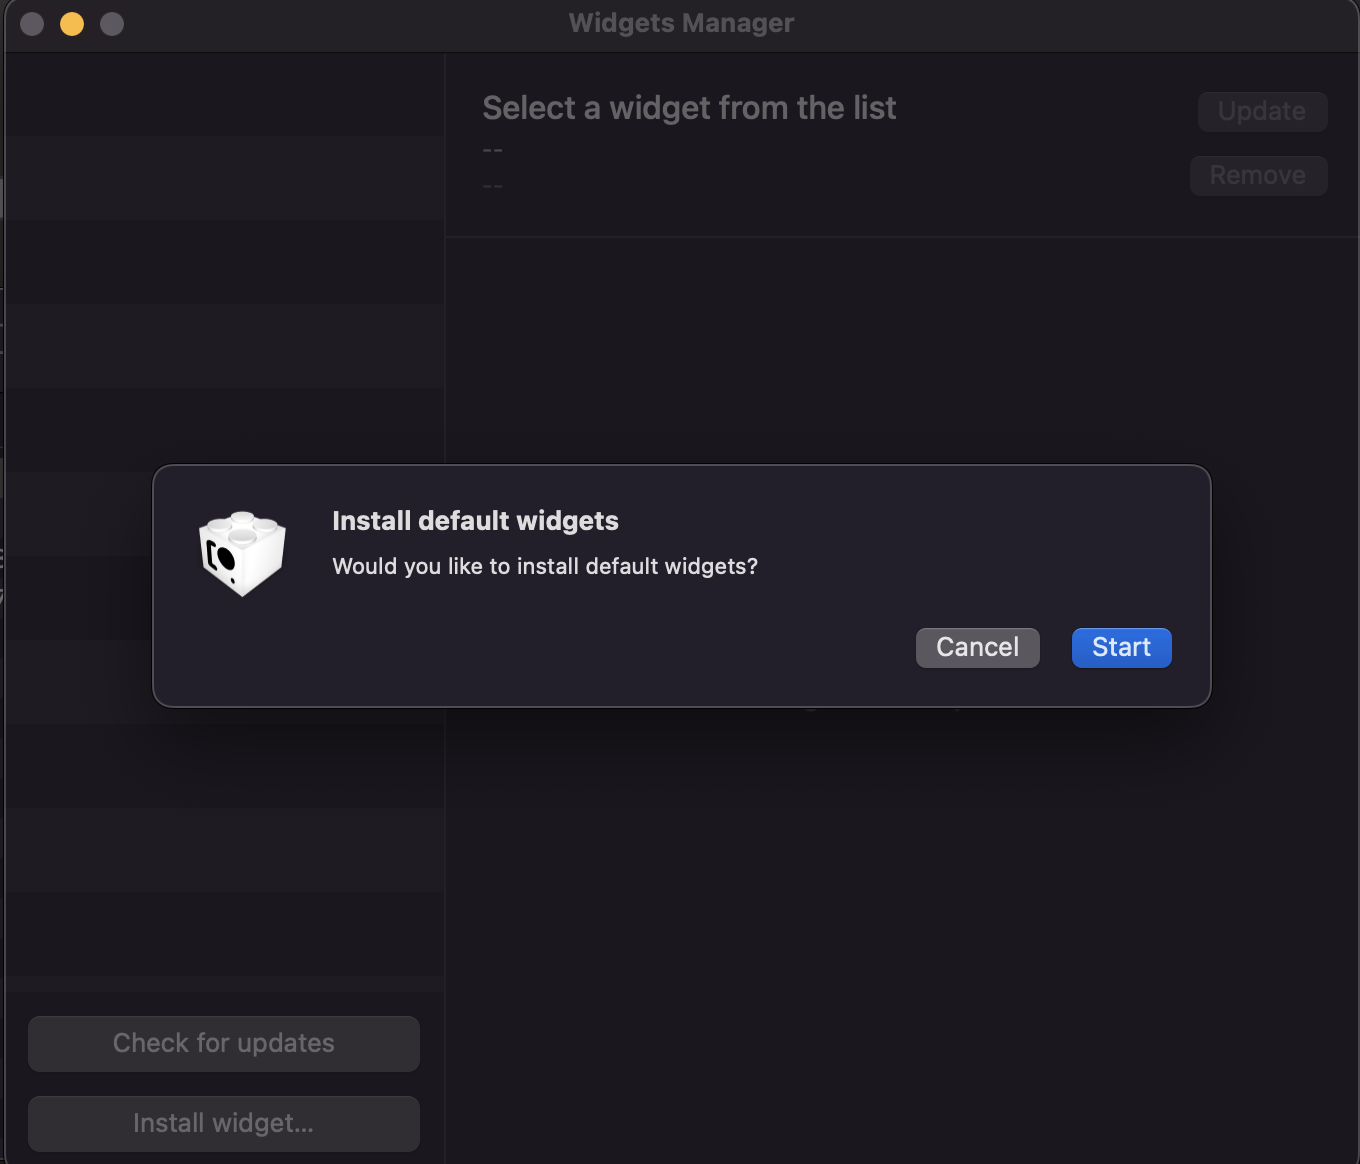 Widgets Manager
Select a widget from the list
Update
--
Remove
--
Install default widgets
Would you like to install default widgets?
Cancel
Start
Check for updates
Install widget...